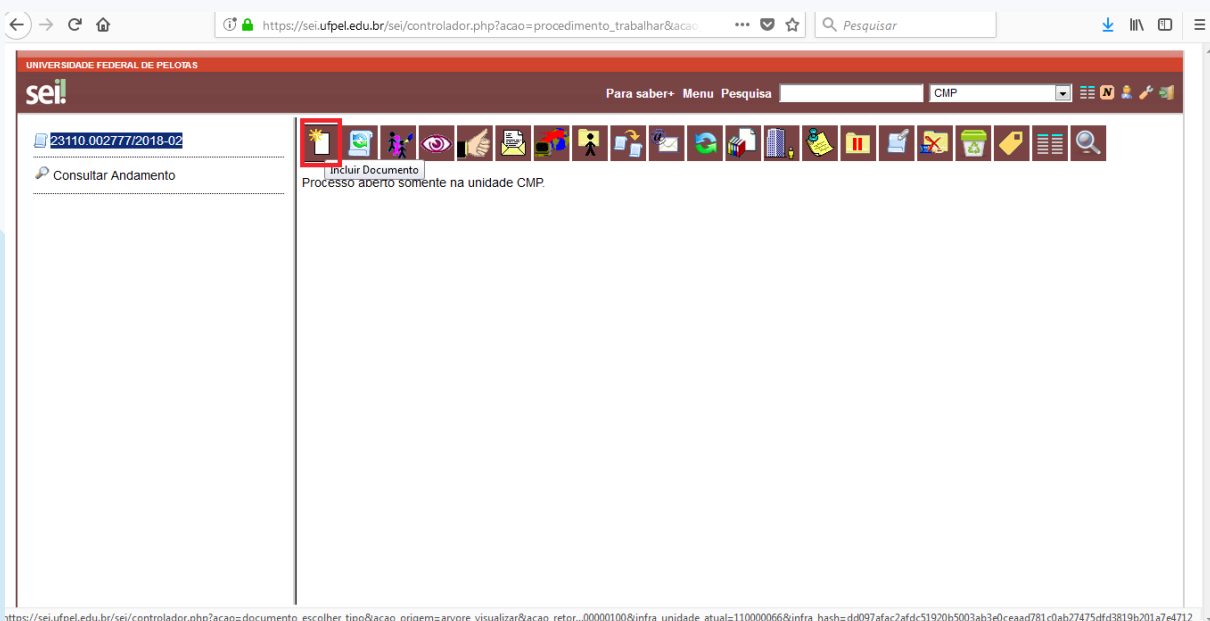 https://sei.ufpel.edu.br/sei/controlador.php?acao=procedimento_trabalhar&acao
Pesquisar
UNIVERSIDADE FEDERAL DE PELOTAS
sei!
Para saber+ Menu Pesquisa
CMP
N
23110.002777/2018-02
Consultar Andamento
Incluir Documento
Processo aberto somente na unidade CMP.
https://sei.ufpel.edu.br/sei/controlador.php?acao=documento_escolher_tipo&acao_origem=arvore_visualizar&acao_retor...00000100&infra_unidade_atual=110000066&infra_hash=dd097afac2afdc51920b5003ab3e0ceaad781c0ab27475dfd3819b201a7e4712